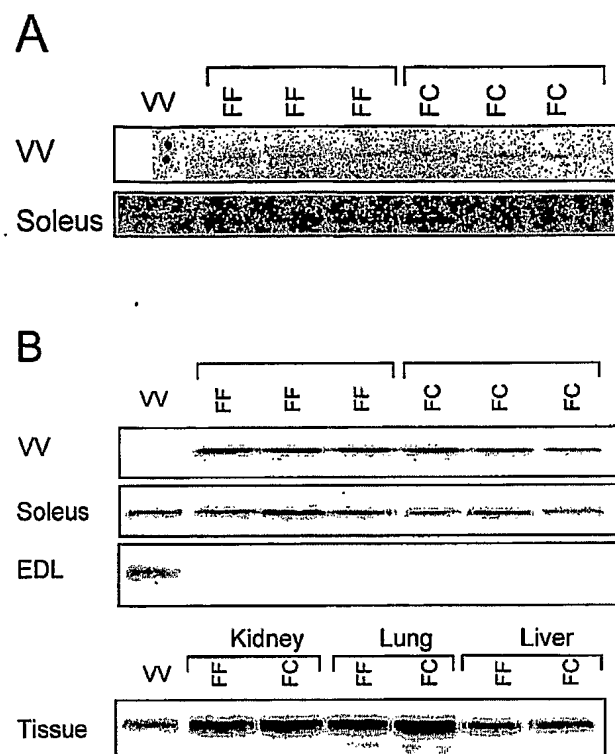 A
VV FF FF FF FC FC FC
VV
Soleus
B
VV FF FF FF FC FC FC
VV
Soleus
EDL
Kidney Lung Liver
VV FF FC FF FC FF FC
Tissue